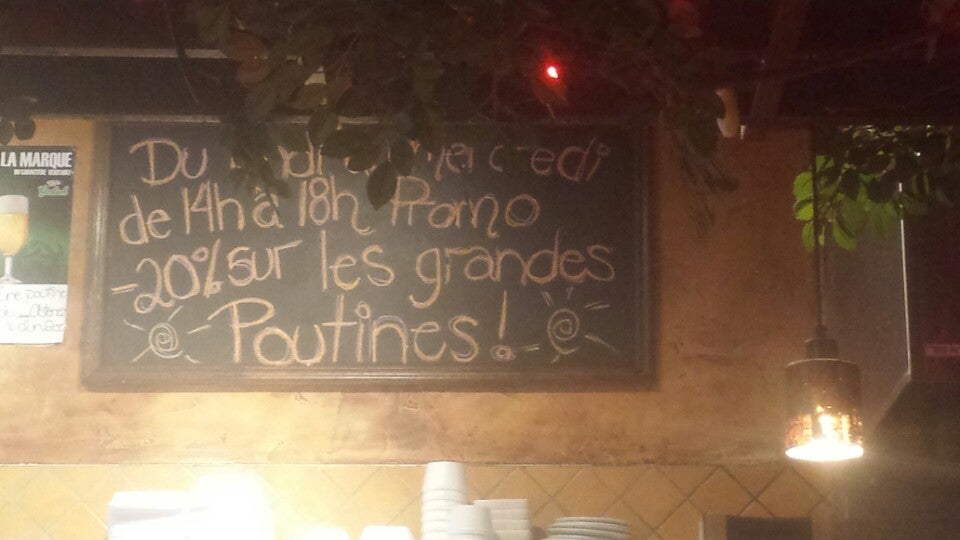 Du
de 14h à 18h Promo
-20% sur les grandes
Poutines!
LA MARQUE